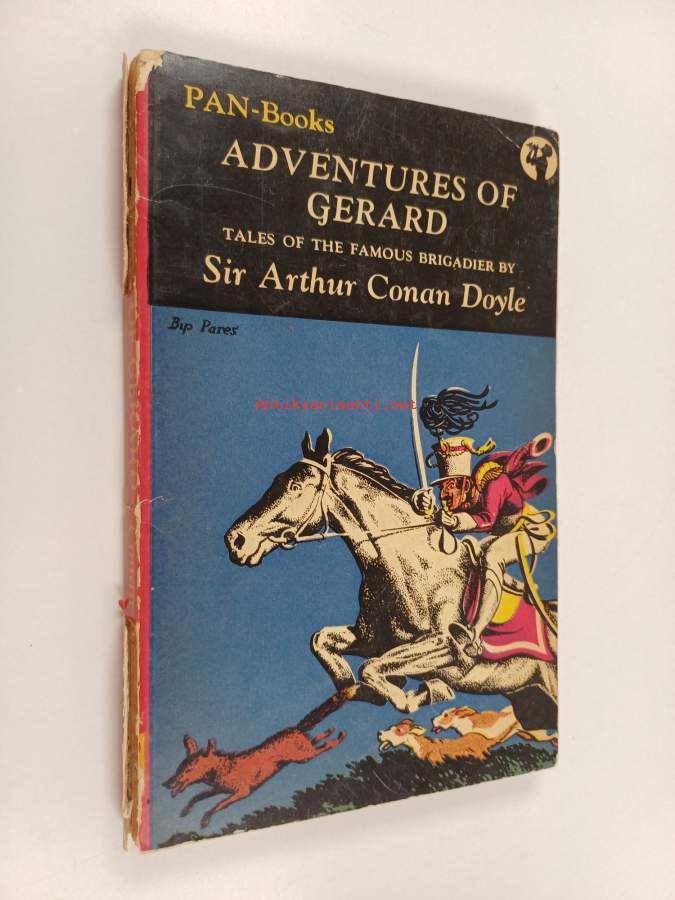 PAN-Books
ADVENTURES OF
GERARD
TALES OF THE FAMOUS BRIGADIER BY
Sir Arthur Conan Doyle
Bip Pares
Antikvariaatti.net